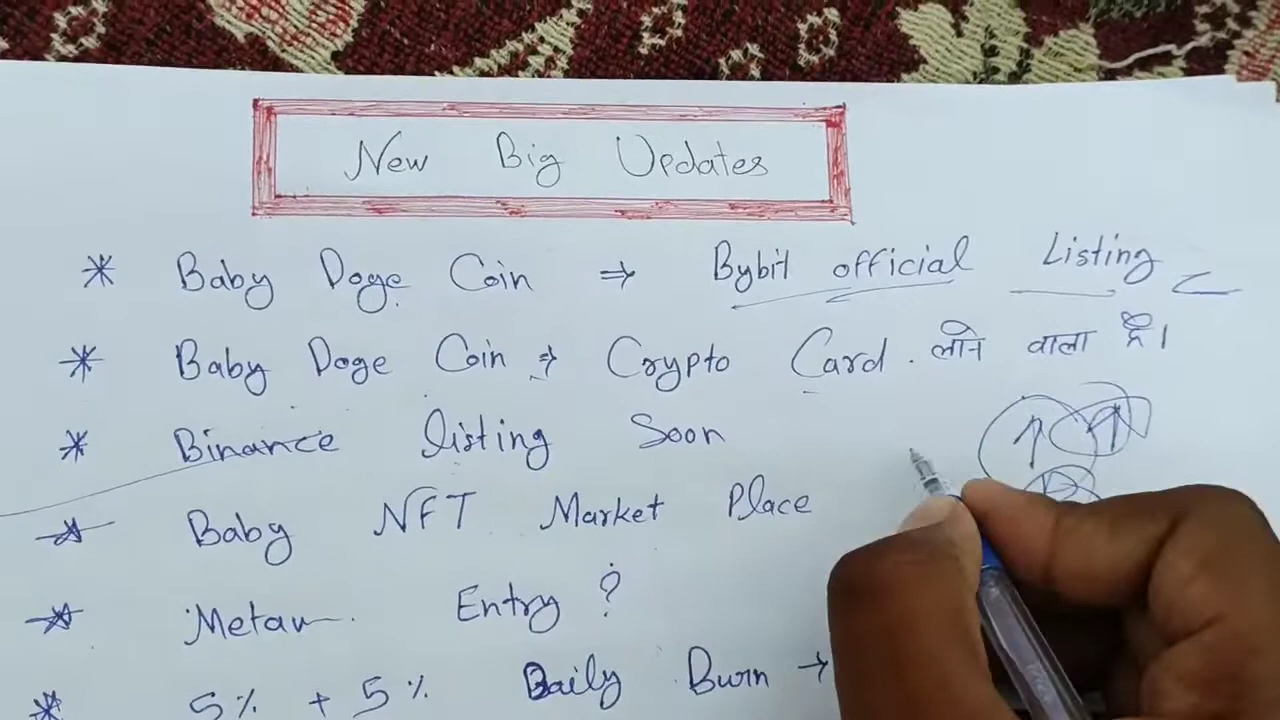 New Big Updates
* Baby Doge Coin ⇒ Bybit official Listing
* Baby Doge Coin ⇒ Crypto Card. लाने वाला है।
* Binance listing Soon
* Baby NFT Market Place
* Entry ?
* 5% + 5% Daily Burn →